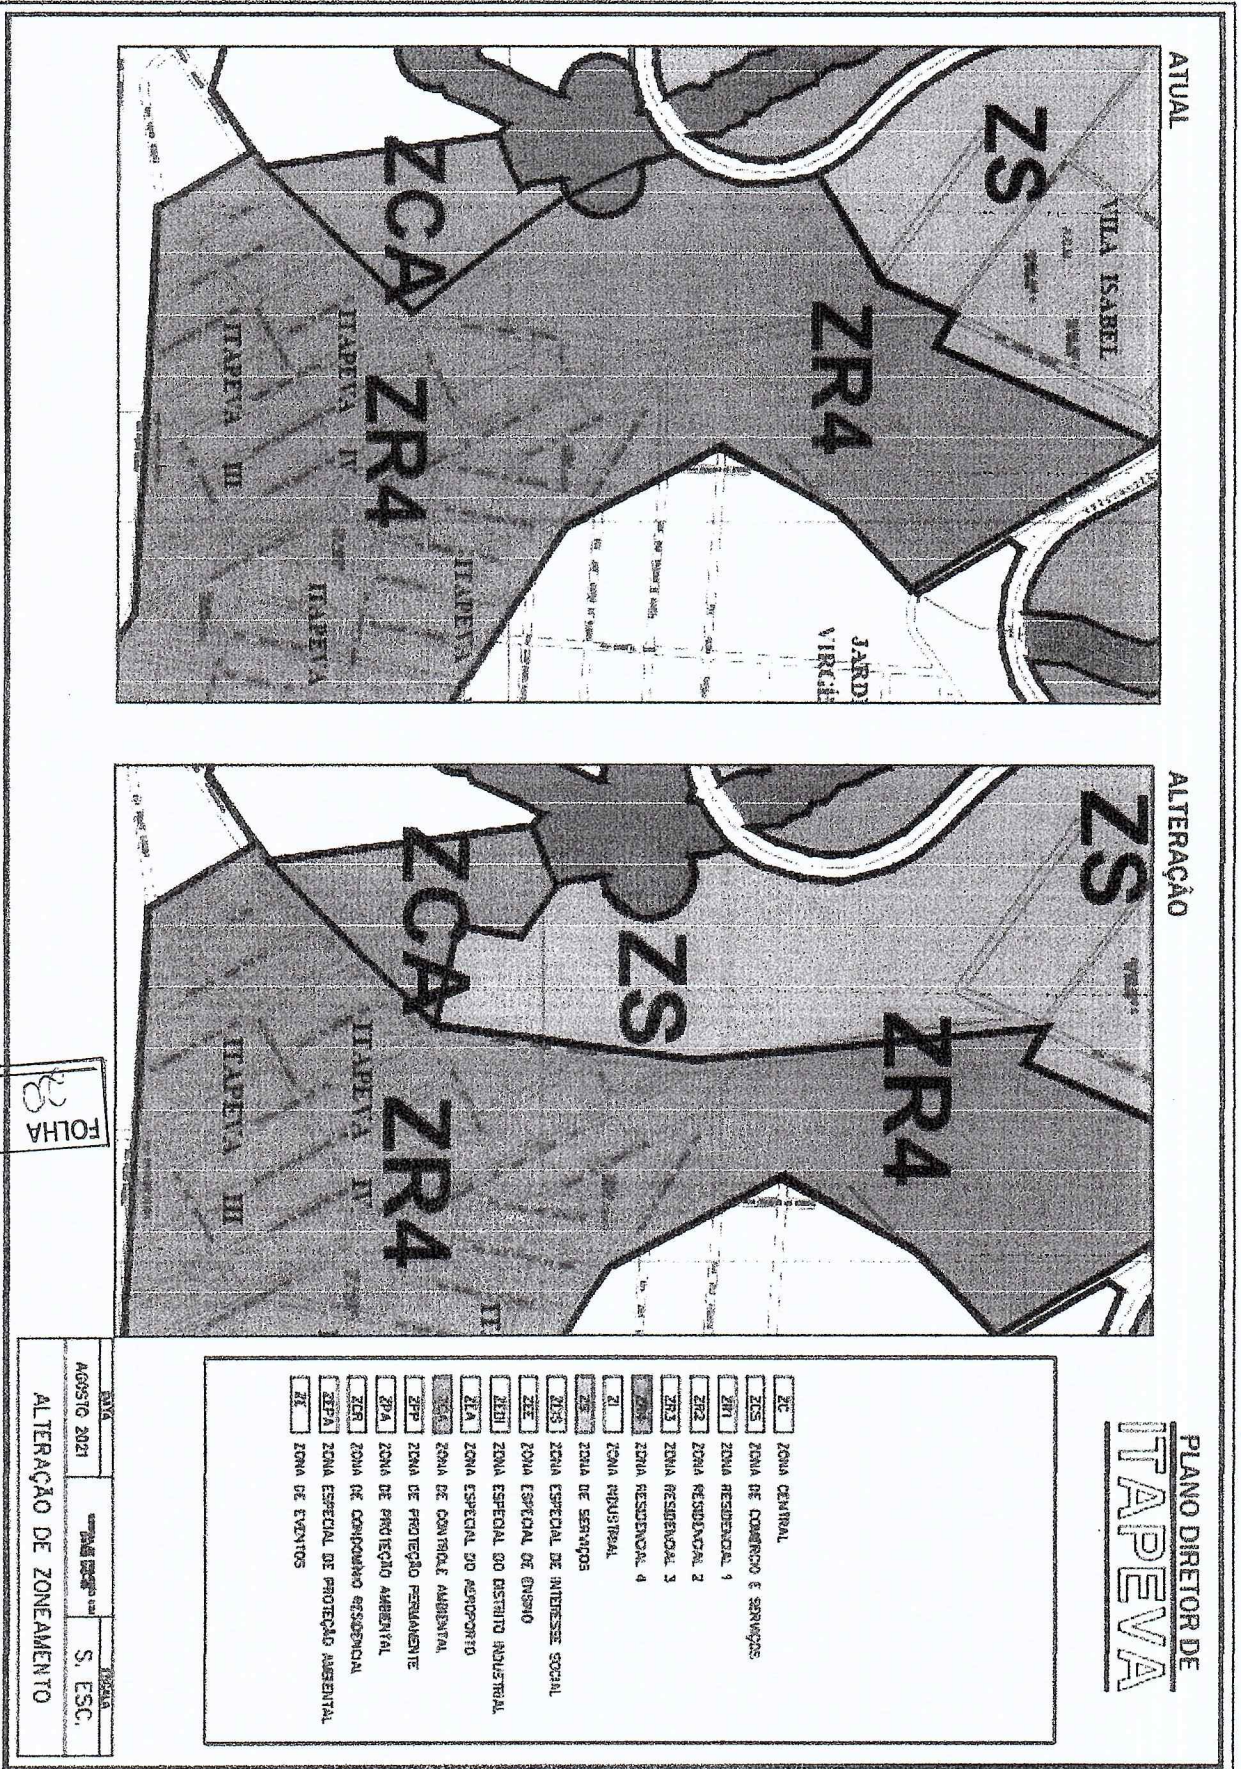 PLANO DIRETOR DE
ITAPEVA
ATUAL
ZS
VILA ISABEL
ZR4
ZCA
ITAPEVA IV
ITAPEVA III
ZR4
ITAPEVA
ITAPEVA
JARD
VIRGI
ALTERAÇÃO
ZS
ZS
ZR4
ZCA
ITAPEVA IV
ITAPEVA III
ZR4
IT
ZC ZONA CENTRAL
ZCS ZONA DE COMÉRCIO E SERVIÇOS
ZR1 ZONA RESIDENCIAL 1
ZR2 ZONA RESIDENCIAL 2
ZR3 ZONA RESIDENCIAL 3
ZR4 ZONA RESIDENCIAL 4
ZI ZONA INDUSTRIAL
ZS ZONA DE SERVIÇOS
ZEIS ZONA ESPECIAL DE INTERESSE SOCIAL
ZEE ZONA ESPECIAL DE ENSINO
ZEDI ZONA ESPECIAL DO DISTRITO INDUSTRIAL
ZEA ZONA ESPECIAL DO AEROPORTO
ZCA ZONA DE CONTROLE AMBIENTAL
ZPP ZONA DE PROTEÇÃO PERMANENTE
ZPA ZONA DE PROTEÇÃO AMBIENTAL
ZCR ZONA DE CONDOMÍNIO RESIDENCIAL
ZEPA ZONA ESPECIAL DE PROTEÇÃO AMBIENTAL
ZE ZONA DE EVENTOS
DATA
AGOSTO 2021
ESCALA
S. ESC.
ALTERAÇÃO DE ZONEAMENTO
FOLHA